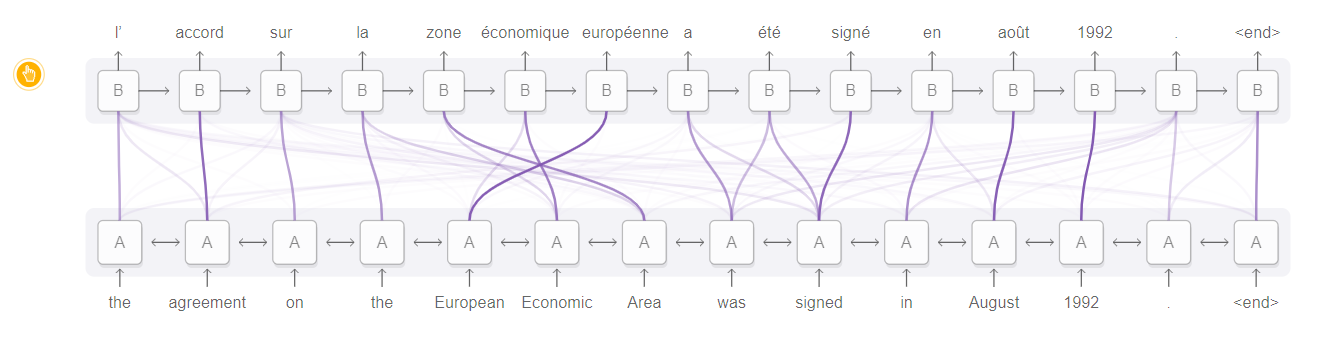 l’ accord sur la zone économique européenne a été signé en août 1992 . <end>
B B B B B B B B B B B B B B B
A A A A A A A A A A A A A A
the agreement on the European Economic Area was signed in August 1992 . <end>